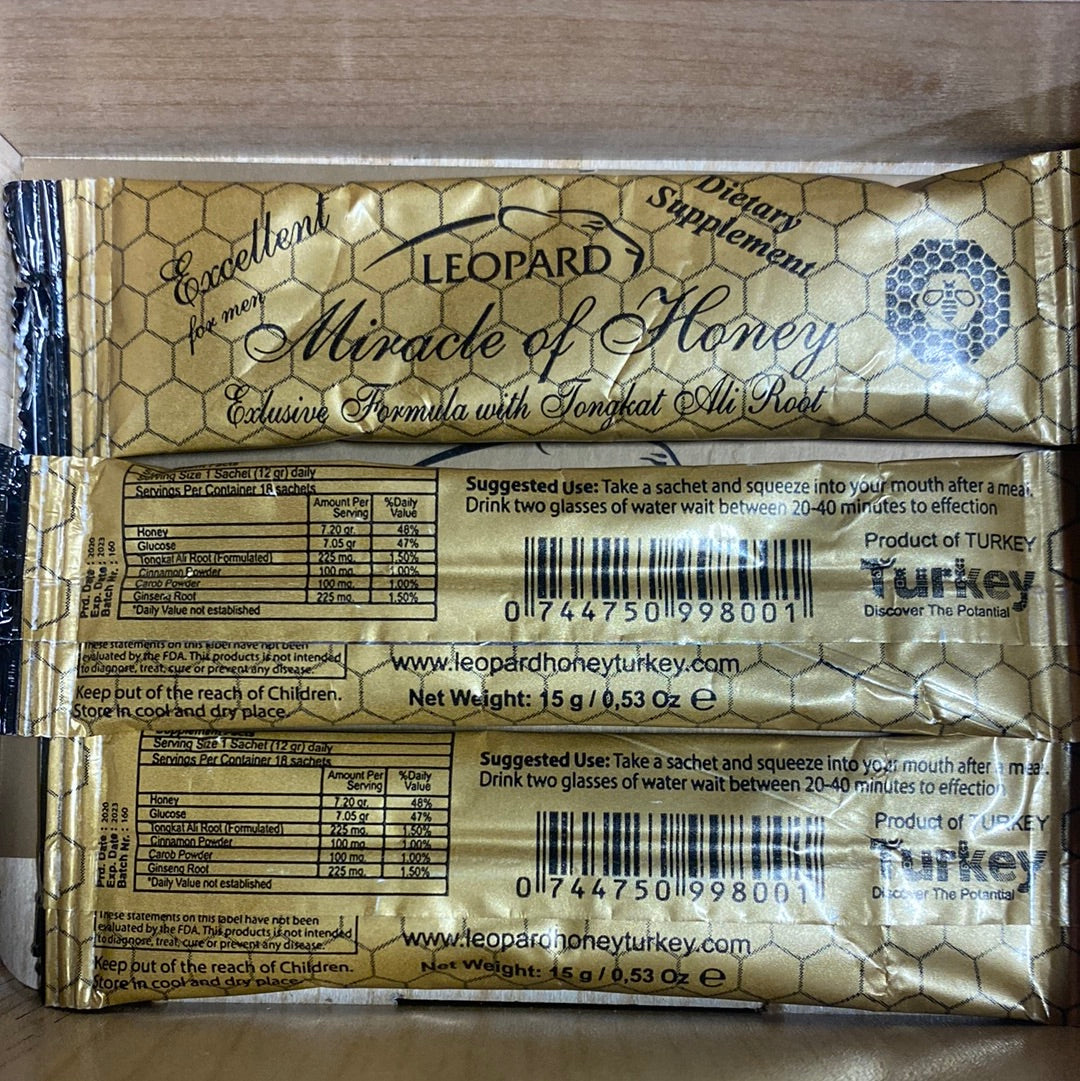 Excellent
for men
LEOPARD
Dietary
Supplement
Miracle of Honey
Exlusive Formula with Tongkat Ali Root
Serving Size 1 Sachet (12 gr) daily
Servings Per Container 18 sachets
Amount Per Serving %Daily Value
Honey 7.20 gr. 48%
Glucose 7.05 gr 47%
Tongkat Ali Root (Formulated) 225 mg. 1.50%
Cinnamon Powder 100 mg. 1.00%
Carob Powder 100 mg. 1.00%
Ginseng Root 225 mg. 1.50%
*Daily Value not established
Prd. Date : 2020
Exp. Date : 2023
Batch Nr. : 160
Suggested Use: Take a sachet and squeeze into your mouth after a meal.
Drink two glasses of water wait between 20-40 minutes to effection
0 744750 998001
Product of TURKEY
Turkey
Discover The Potantial
These statements on this label have not been
evaluated by the FDA. This products is not intended
to diagnore, treat, cure or prevent any disease.
Keep out of the reach of Children.
Store in cool and dry place.
www.leopardhoneyturkey.com
Net Weight: 15 g / 0,53 Oz e
Serving Size 1 Sachet (12 gr) daily
Servings Per Container 18 sachets
Amount Per Serving %Daily Value
Honey 7.20 gr. 48%
Glucose 7.05 gr 47%
Tongkat Ali Root (Formulated) 225 mg. 1.50%
Cinnamon Powder 100 mg. 1.00%
Carob Powder 100 mg. 1.00%
Ginseng Root 225 mg. 1.50%
*Daily Value not established
Prd. Date : 2020
Exp. Date : 2023
Batch Nr. : 160
Suggested Use: Take a sachet and squeeze into your mouth after a meal.
Drink two glasses of water wait between 20-40 minutes to effection
0 744750 998001
Product of TURKEY
Turkey
Discover The Potantial
These statements on this label have not been
evaluated by the FDA. This products is not intended
to diagnose, treat, cure or prevent any disease.
Keep out of the reach of Children.
Store in cool and dry place
www.leopardhoneyturkey.com
Net Weight: 15 g / 0,53 Oz e